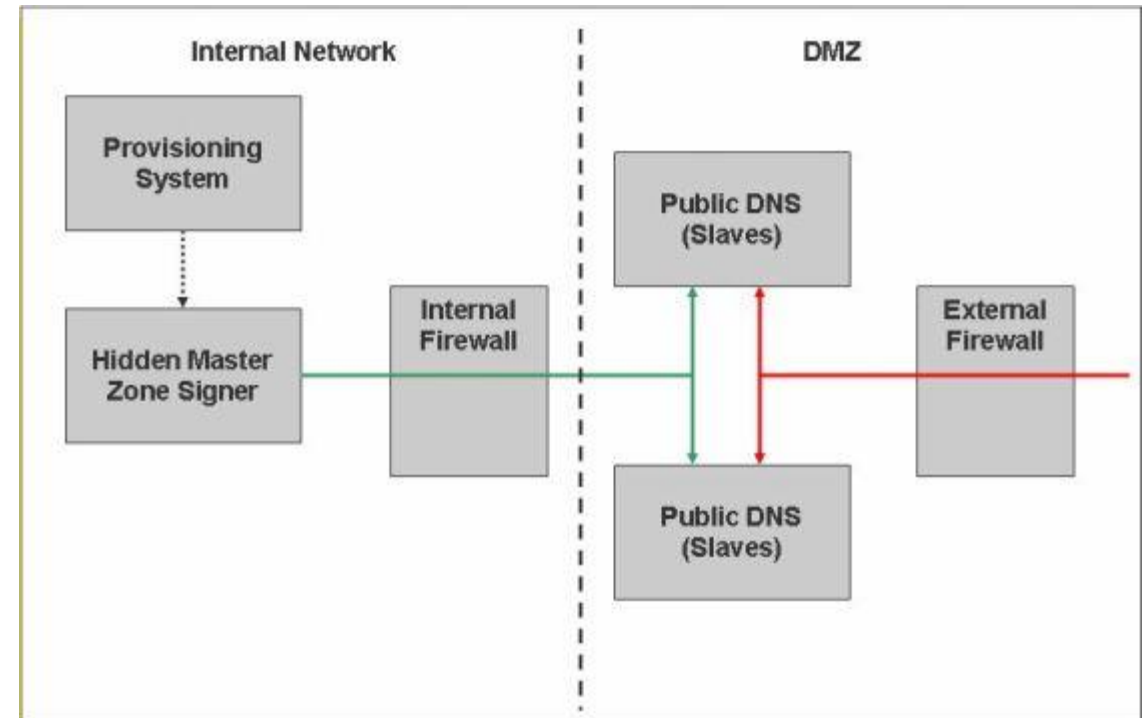 Internal Network
DMZ
Provisioning
System
Public DNS
(Slaves)
Internal
Firewall
External
Firewall
Hidden Master
Zone Signer
Public DNS
(Slaves)